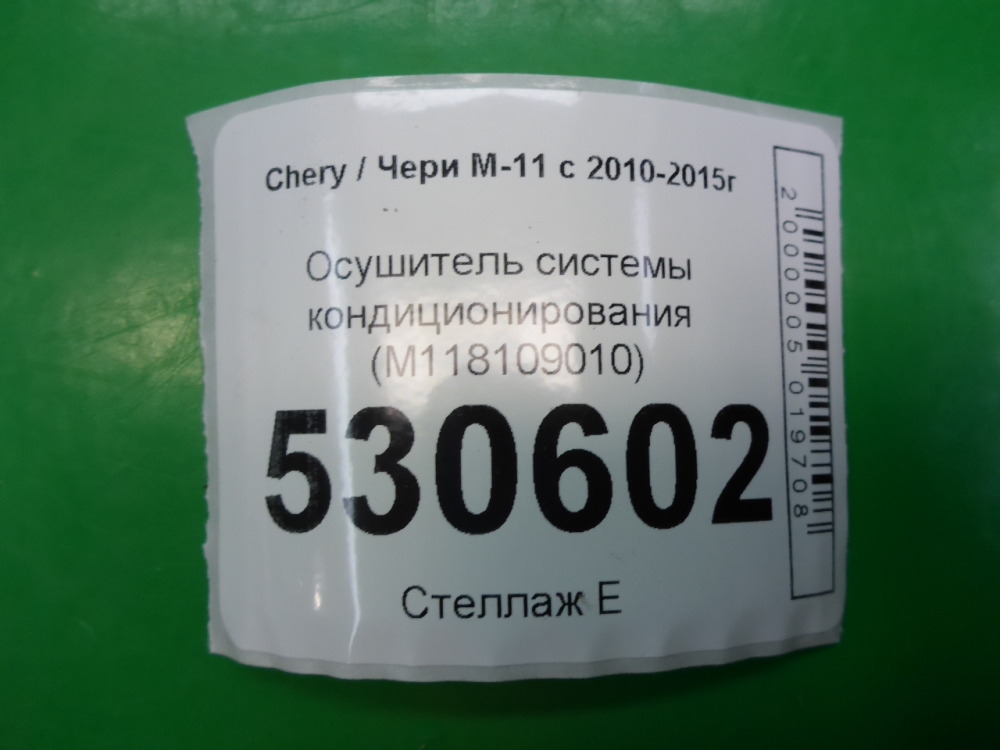 Chery / Чери М-11 с 2010-2015г
Осушитель системы
кондиционирования
(M118109010)
530602
Стеллаж Е
2000005019708